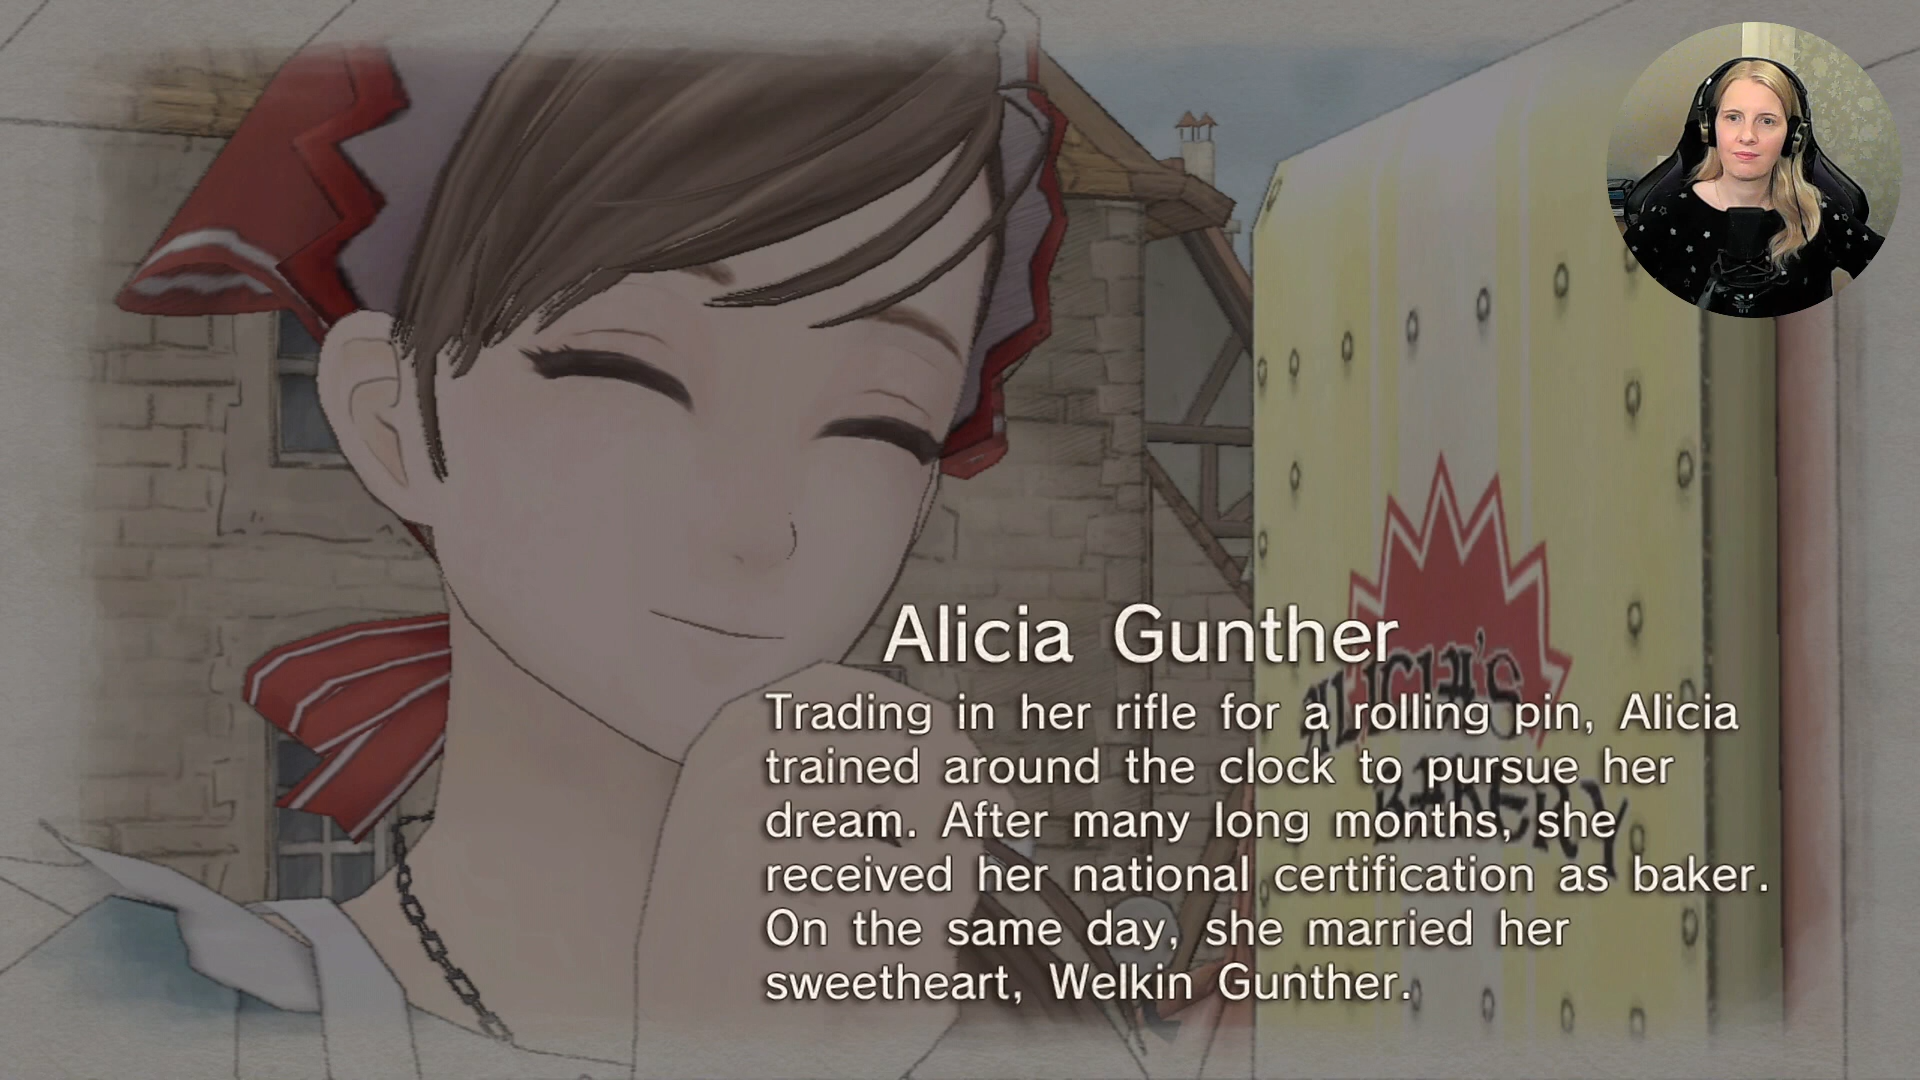 Alicia Gunther
Trading in her rifle for a rolling pin, Alicia
trained around the clock to pursue her
dream. After many long months, she
received her national certification as baker.
On the same day, she married her
sweetheart, Welkin Gunther.
ALICIA'S
BAKERY